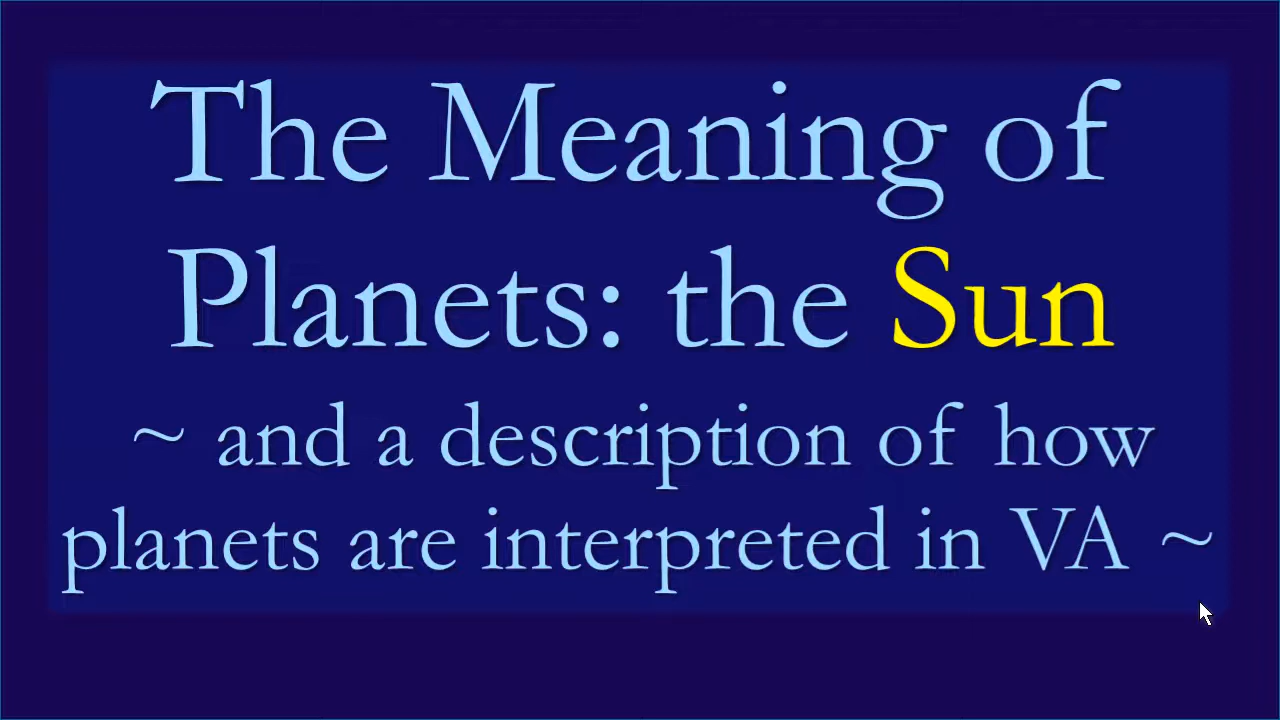 The Meaning of
Planets: the Sun
~ and a description of how
planets are interpreted in VA ~